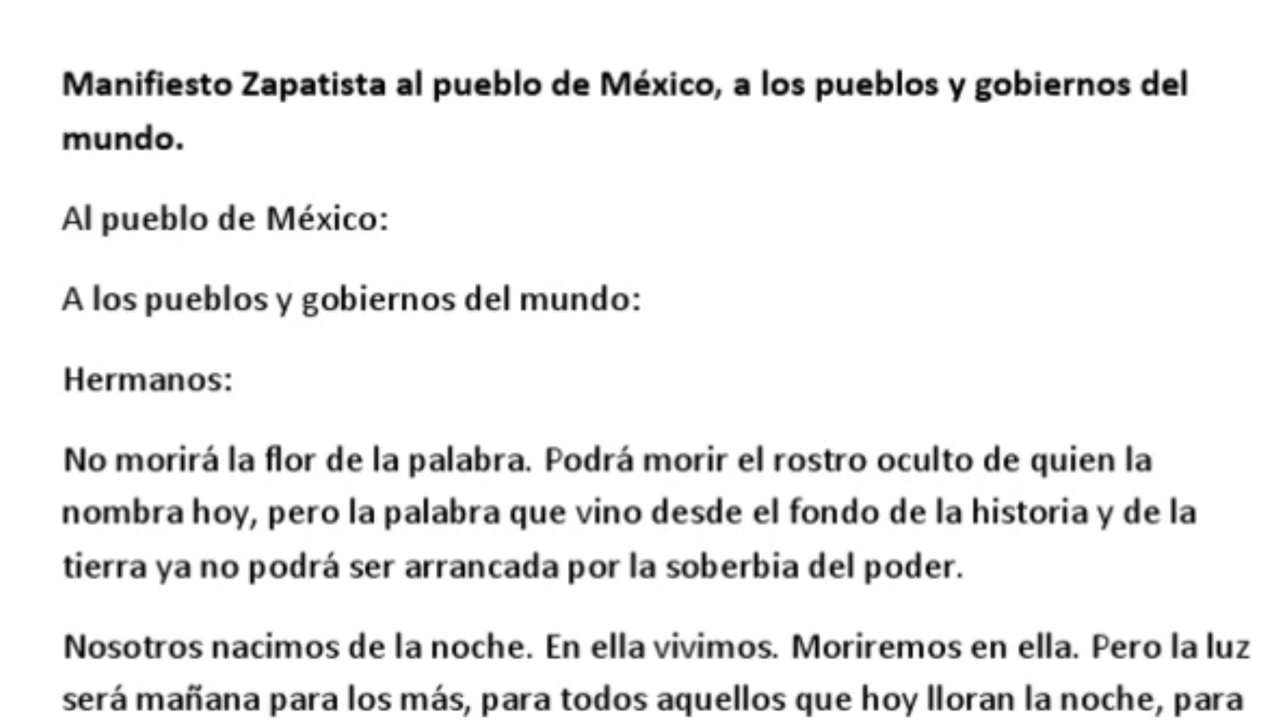 Manifiesto Zapatista al pueblo de México, a los pueblos y gobiernos del
mundo.
Al pueblo de México:
A los pueblos y gobiernos del mundo:
Hermanos:
No morirá la flor de la palabra. Podrá morir el rostro oculto de quien la
nombra hoy, pero la palabra que vino desde el fondo de la historia y de la
tierra ya no podrá ser arrancada por la soberbia del poder.
Nosotros nacimos de la noche. En ella vivimos. Moriremos en ella. Pero la luz
será mañana para los más, para todos aquellos que hoy lloran la noche, para